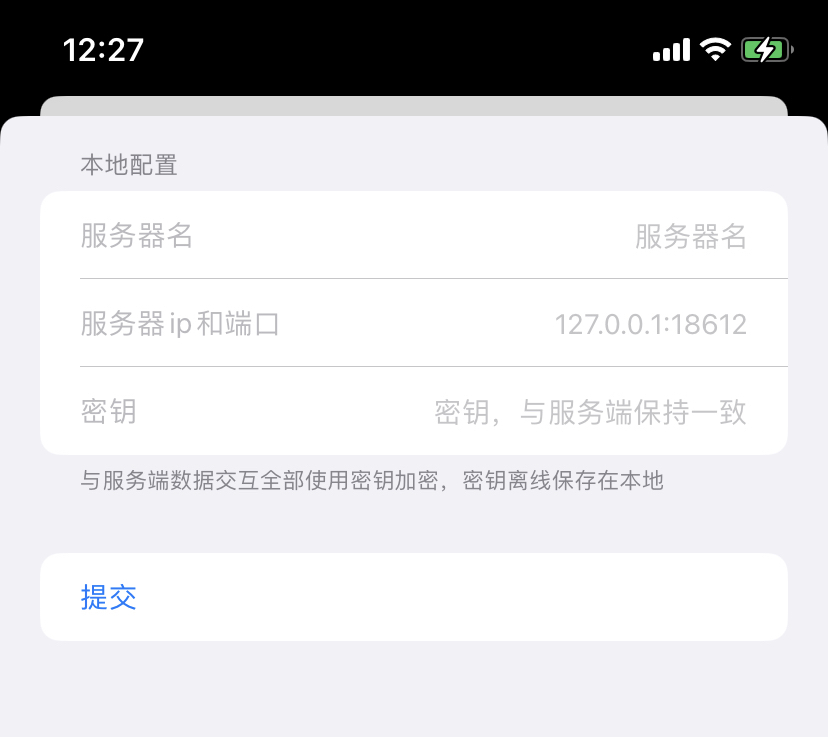 12:27
本地配置
服务器名 服务器名
服务器ip和端口 127.0.0.1:18612
密钥 密钥，与服务端保持一致
与服务端数据交互全部使用密钥加密，密钥离线保存在本地
提交